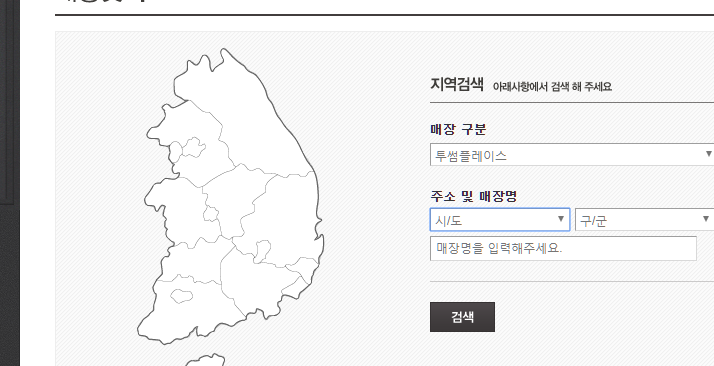 지역검색 아래사항에서 검색 해 주세요
매장 구분
투썸플레이스
주소 및 매장명
시/도 구/군
매장명을 입력해주세요.
검색